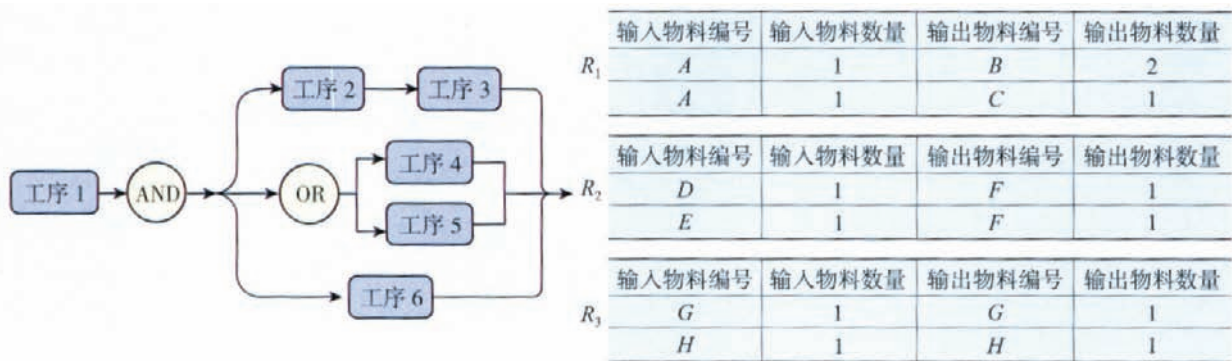 工序 1
AND
工序 2
工序 3
OR
工序 4
工序 5
工序 6
R1
输入物料编号 输入物料数量 输出物料编号 输出物料数量
A 1 B 2
A 1 C 1
R2
输入物料编号 输入物料数量 输出物料编号 输出物料数量
D 1 F 1
E 1 F 1
R3
输入物料编号 输入物料数量 输出物料编号 输出物料数量
G 1 G 1
H 1 H 1